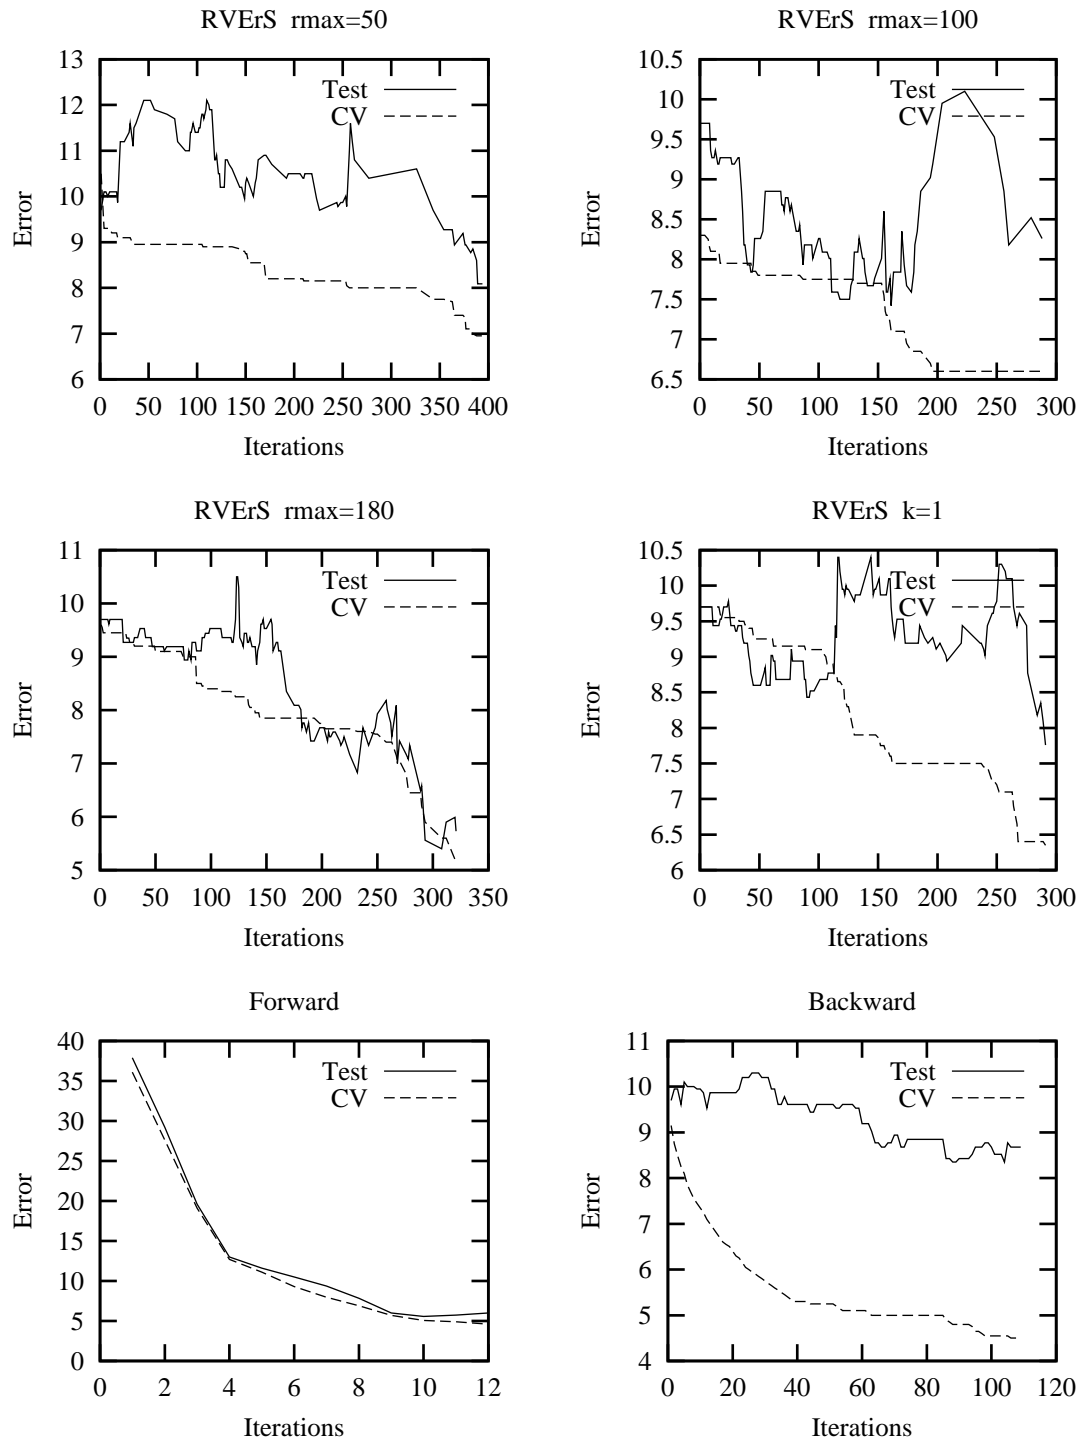 RVErS rmax=50
13
12
11
10
9
8
7
6
Error
Test
CV
0 50 100 150 200 250 300 350 400
Iterations
RVErS rmax=100
10.5
10
9.5
9
8.5
8
7.5
7
6.5
Error
Test
CV
0 50 100 150 200 250 300
Iterations
RVErS rmax=180
11
10
9
8
7
6
5
Error
Test
CV
0 50 100 150 200 250 300 350
Iterations
RVErS k=1
10.5
10
9.5
9
8.5
8
7.5
7
6.5
6
Error
Test
CV
0 50 100 150 200 250 300
Iterations
Forward
40
35
30
25
20
15
10
5
0
Error
Test
CV
0 2 4 6 8 10 12
Iterations
Backward
11
10
9
8
7
6
5
4
Error
Test
CV
0 20 40 60 80 100 120
Iterations